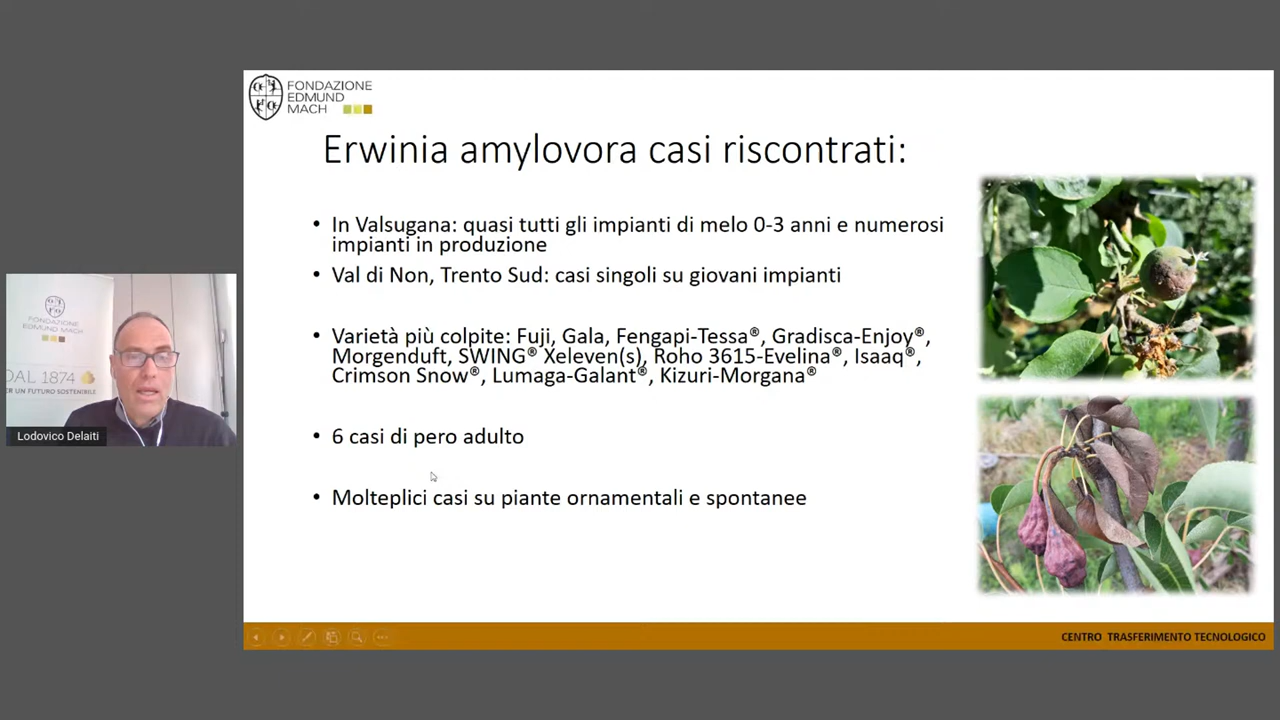 FONDAZIONE
EDMUND
MACH
Erwinia amylovora casi riscontrati:
• In Valsugana: quasi tutti gli impianti di melo 0-3 anni e numerosi
impianti in produzione
• Val di Non, Trento Sud: casi singoli su giovani impianti
• Varietà più colpite: Fuji, Gala, Fengapi-Tessa®, Gradisca-Enjoy®,
Morgenduft, SWING® Xeleven(s), Roho 3615-Evelina®, Isaaq®,
Crimson Snow®, Lumaga-Galant®, Kizuri-Morgana®
• 6 casi di pero adulto
• Molteplici casi su piante ornamentali e spontanee
CENTRO TRASFERIMENTO TECNOLOGICO
FONDAZIONE
EDMUND
MACH
DAL 1874
ER UN FUTURO SOSTENIBILE
Lodovico Delaiti